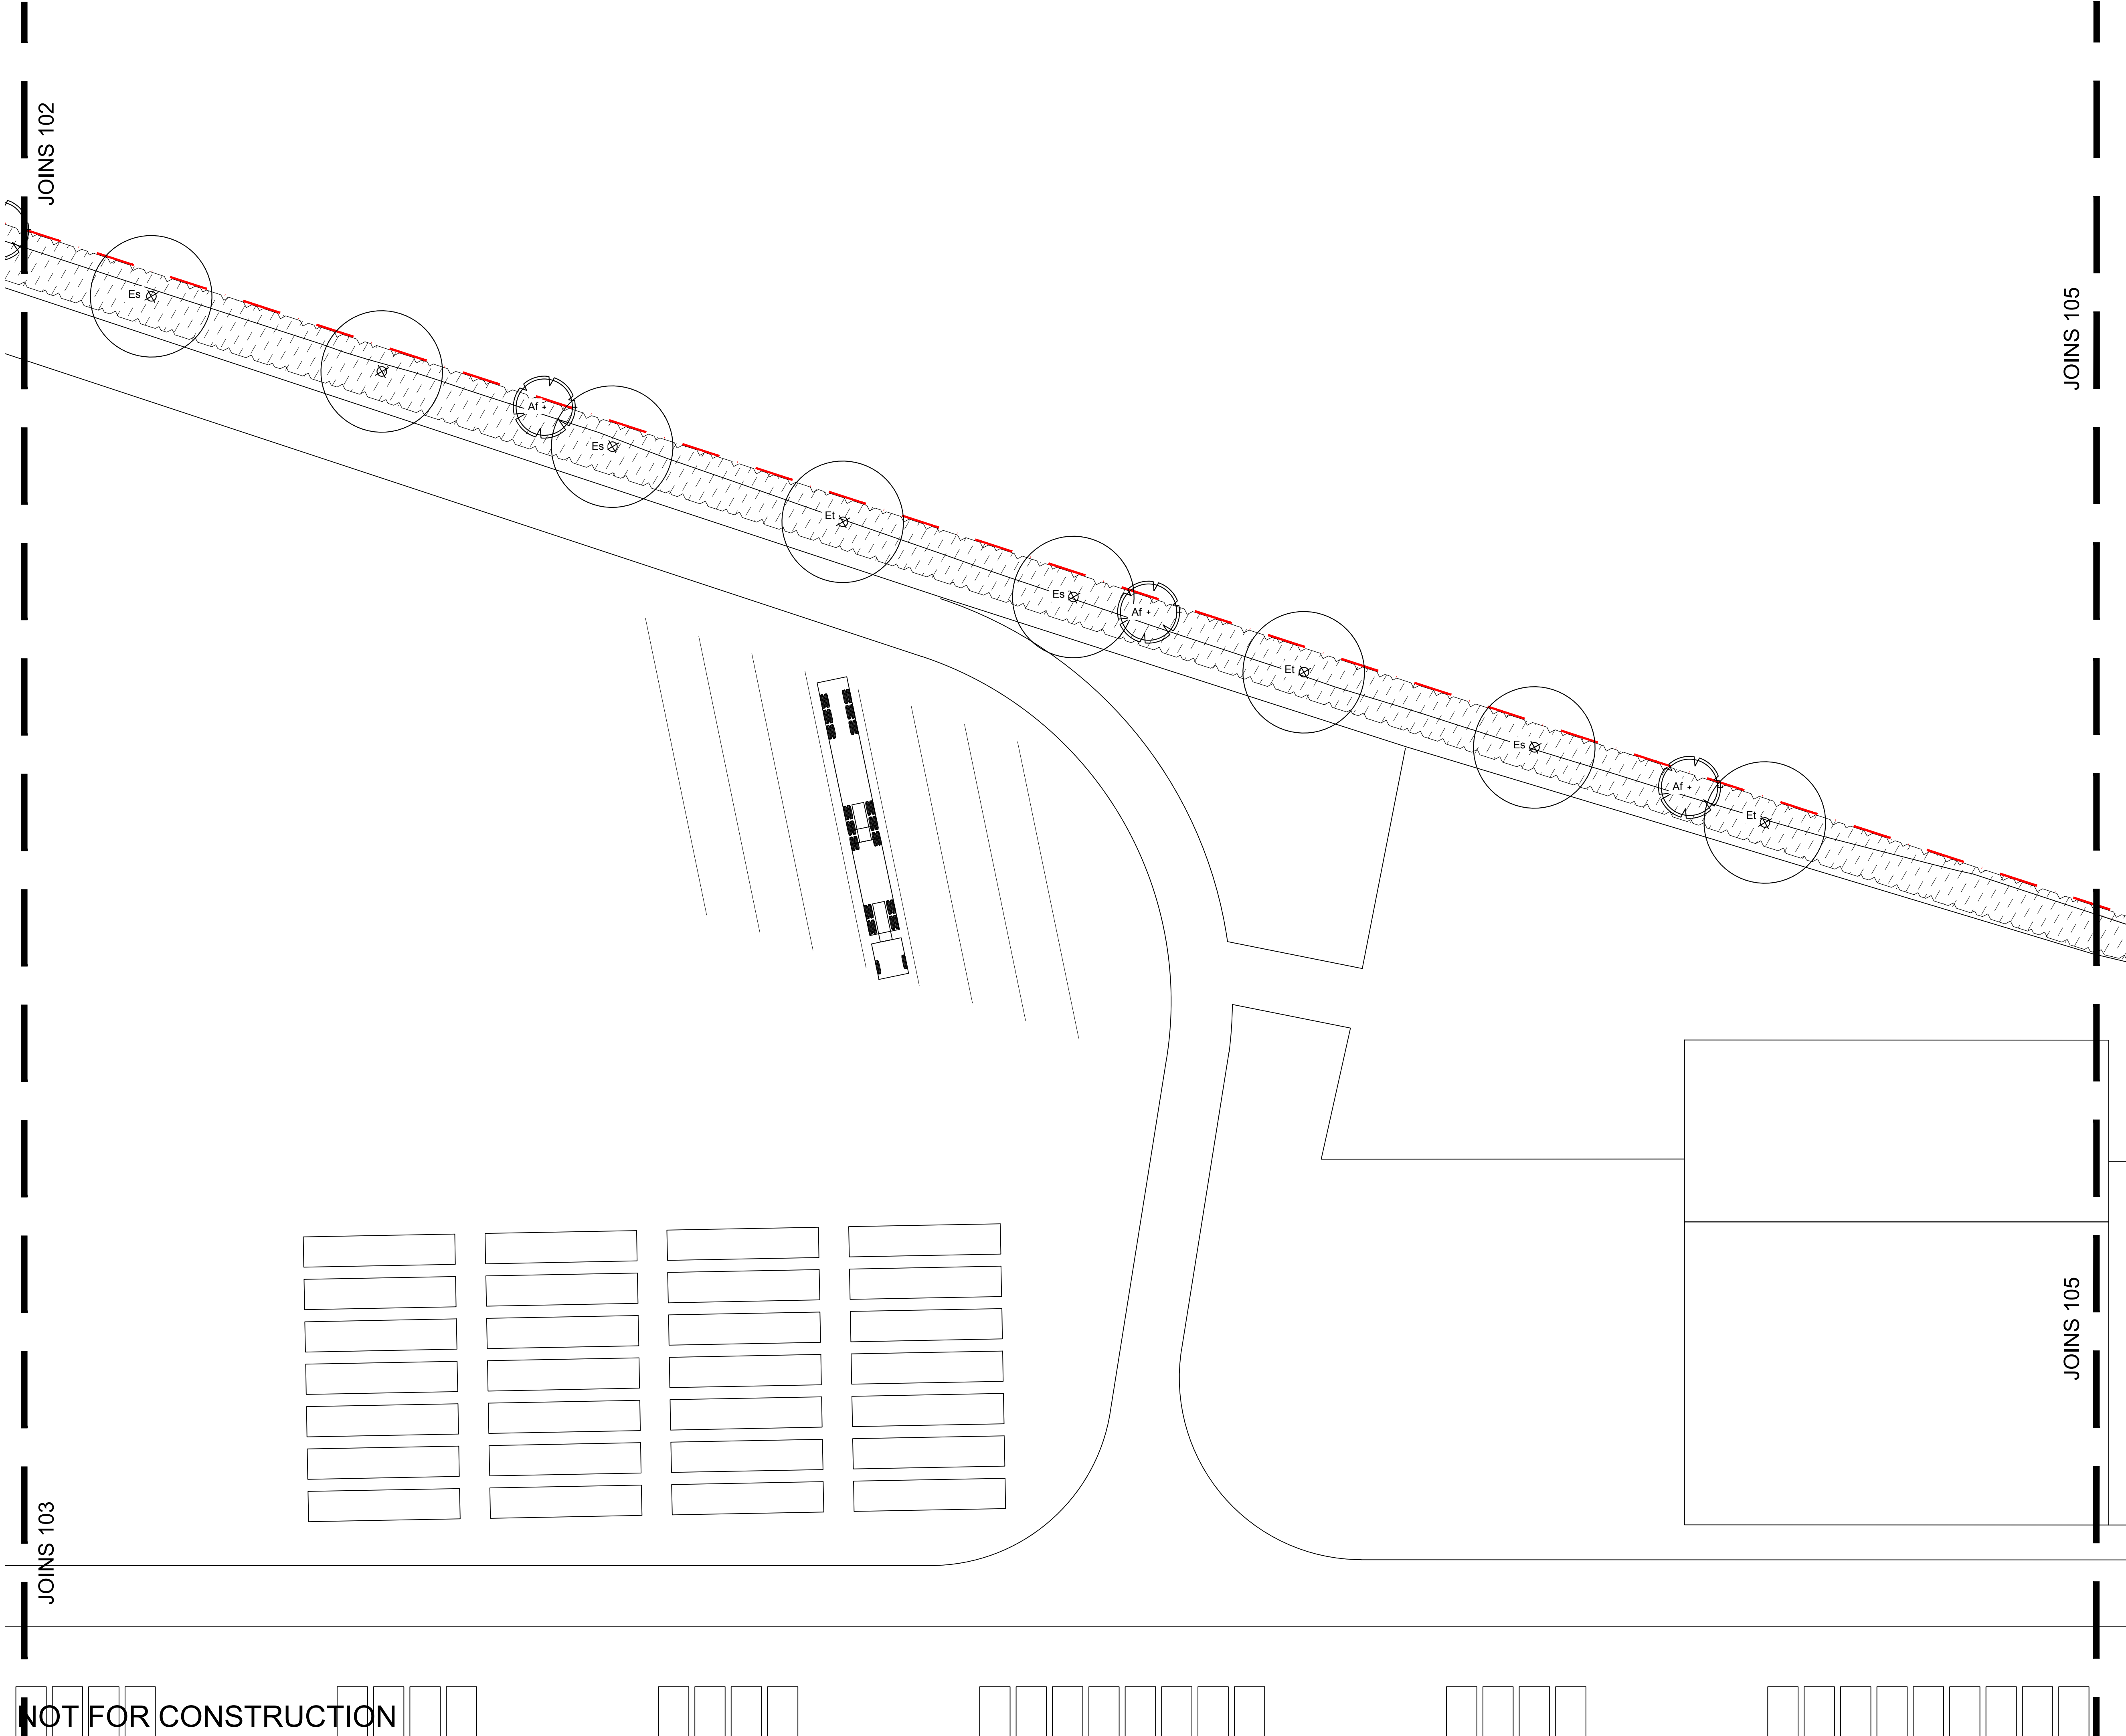 JOINS 102
JOINS 105
Es
Af
Es
Et
Es
Af
Et
Es
Af
Et
JOINS 105
JOINS 103
NOT FOR CONSTRUCTION